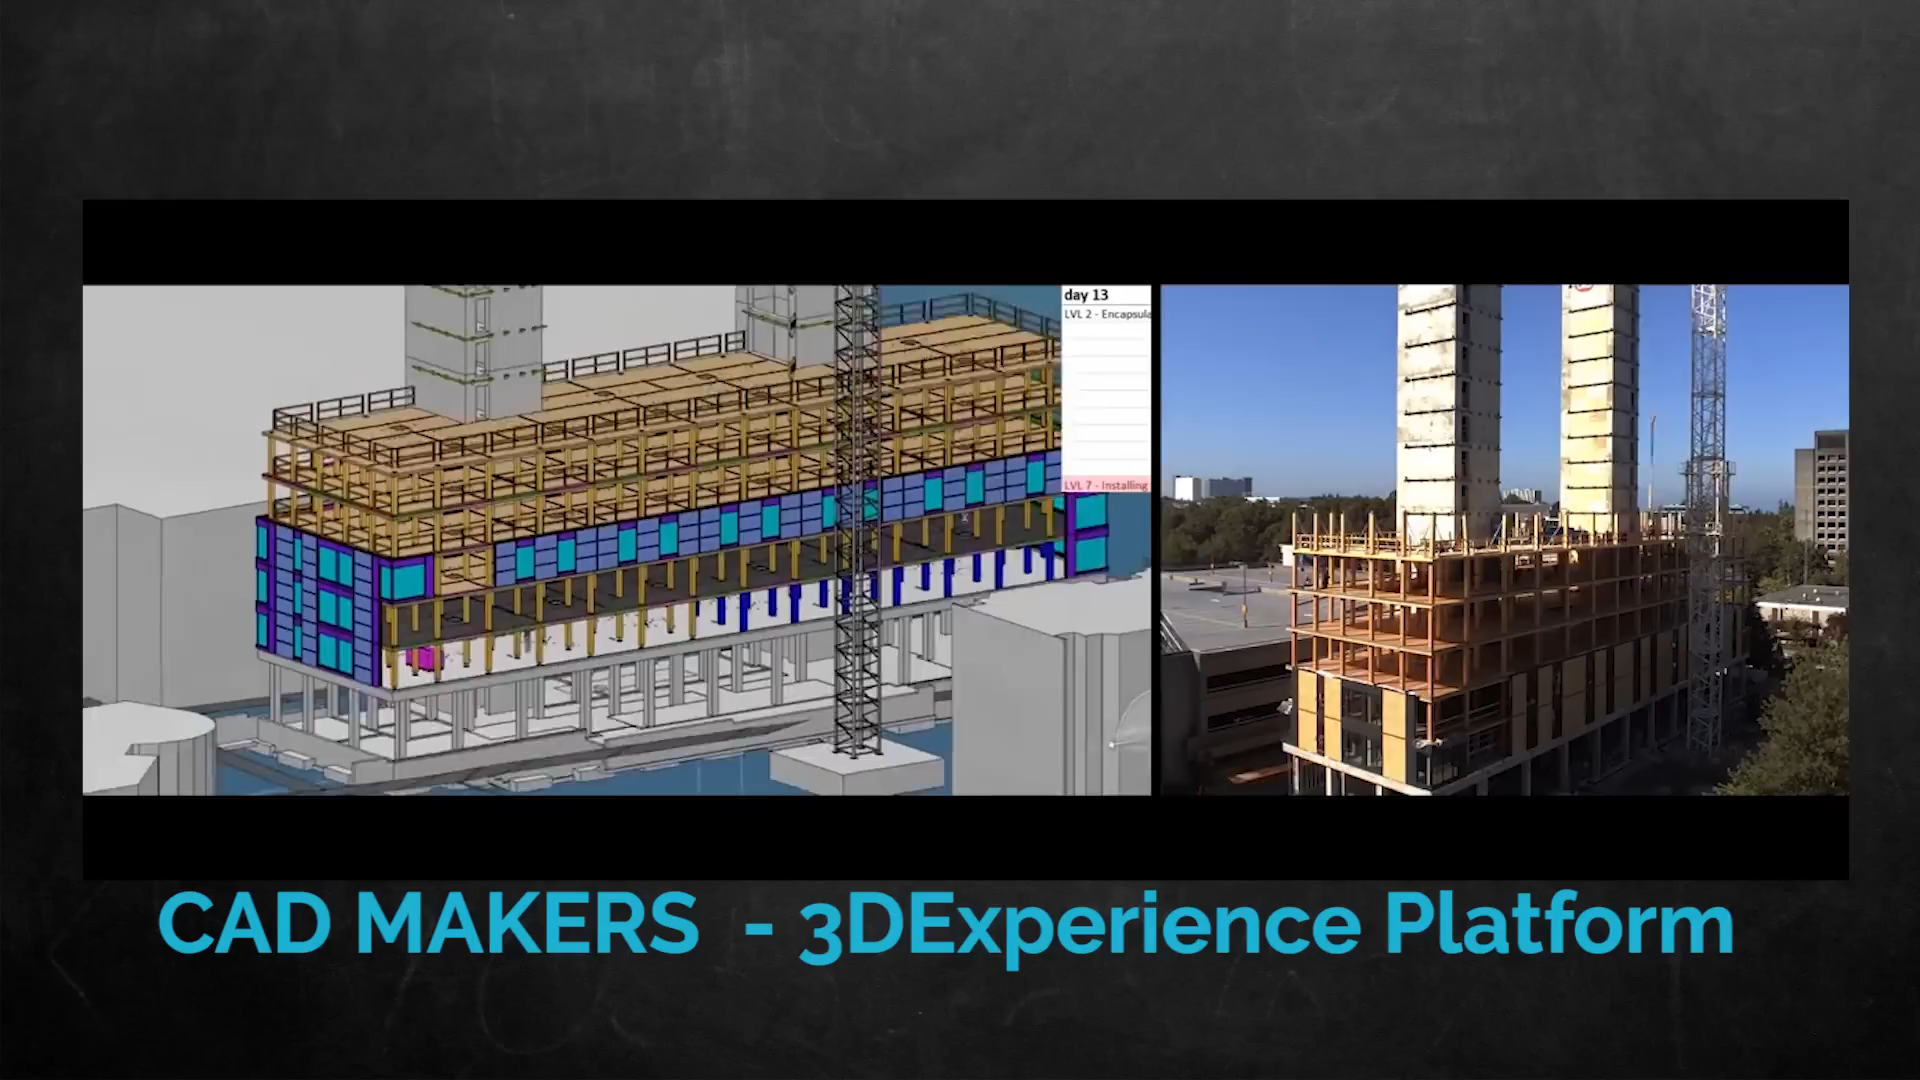 day 13
LVL 2 - Encapsula
LVL 7 - Installing
CAD MAKERS - 3DExperience Platform